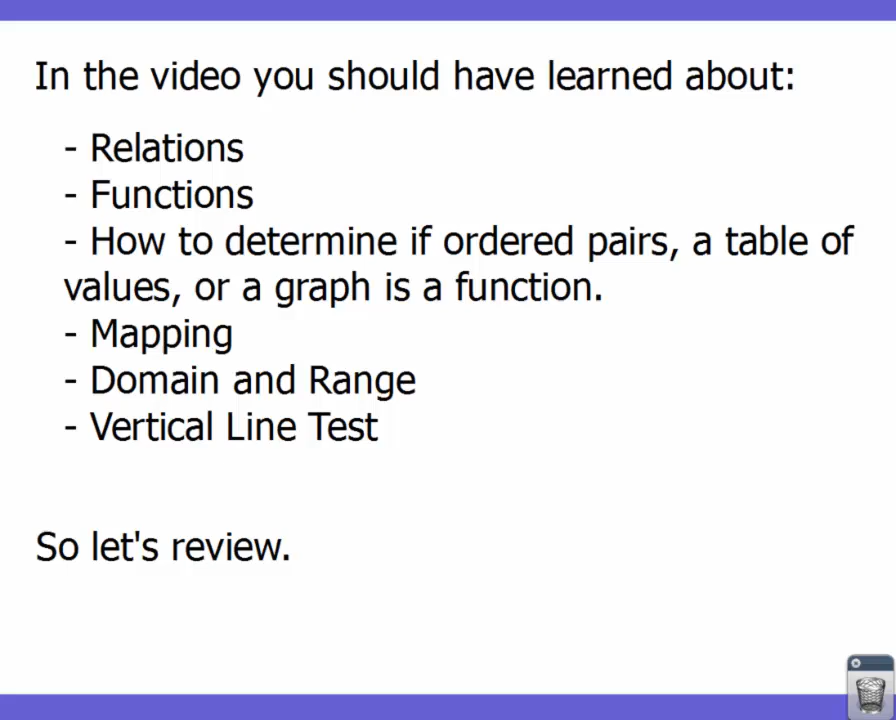 In the video you should have learned about:
- Relations
- Functions
- How to determine if ordered pairs, a table of
values, or a graph is a function.
- Mapping
- Domain and Range
- Vertical Line Test
So let's review.